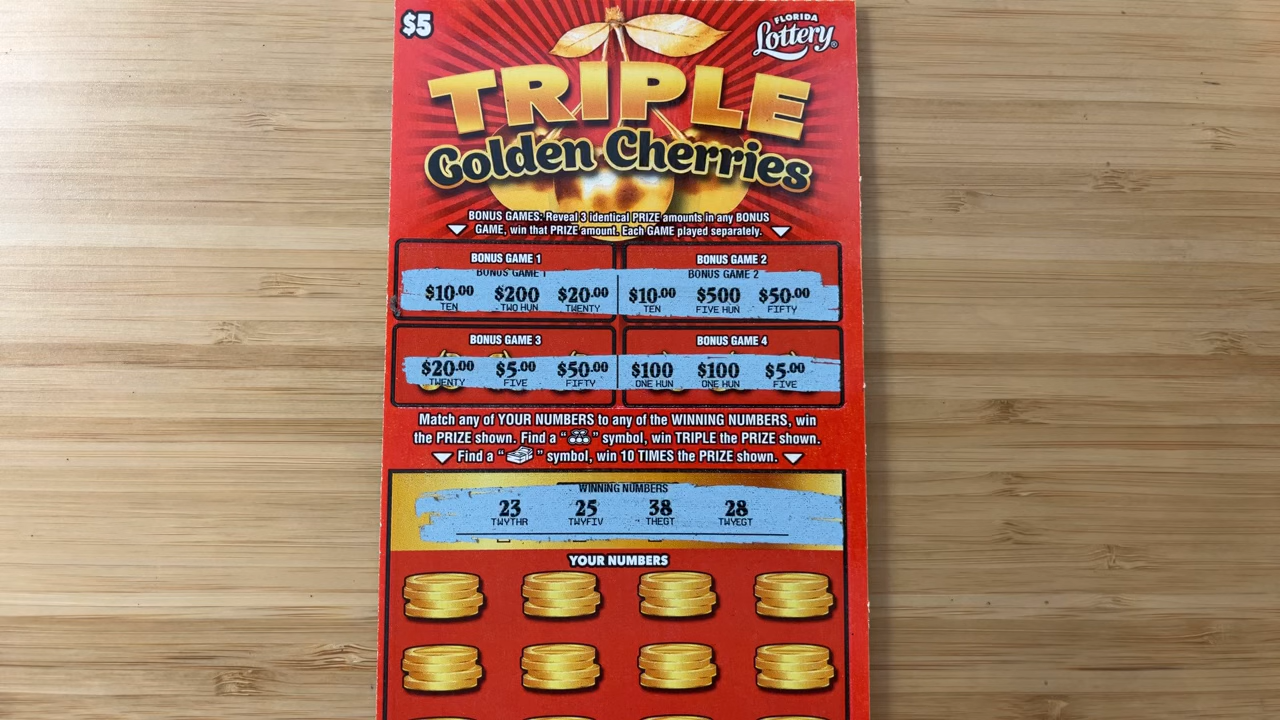 $5
FLORIDA
Lottery®
TRIPLE
Golden Cherries
BONUS GAMES: Reveal 3 identical PRIZE amounts in any BONUS
GAME, win that PRIZE amount. Each GAME played separately.
BONUS GAME 1
BONUS GAME 1
$10.00 $200 $20.00
TEN TWO HUN TWENTY
BONUS GAME 2
BONUS GAME 2
$10.00 $500 $50.00
TEN FIVE HUN FIFTY
BONUS GAME 3
$20.00 $5.00 $50.00
TWENTY FIVE FIFTY
BONUS GAME 4
$100 $100 $5.00
ONE HUN ONE HUN FIVE
Match any of YOUR NUMBERS to any of the WINNING NUMBERS, win
the PRIZE shown. Find a “ ” symbol, win TRIPLE the PRIZE shown.
Find a “ ” symbol, win 10 TIMES the PRIZE shown.
WINNING NUMBERS
23 25 38 28
TWYTHR TWYFIV THEGT TWYEGT
YOUR NUMBERS